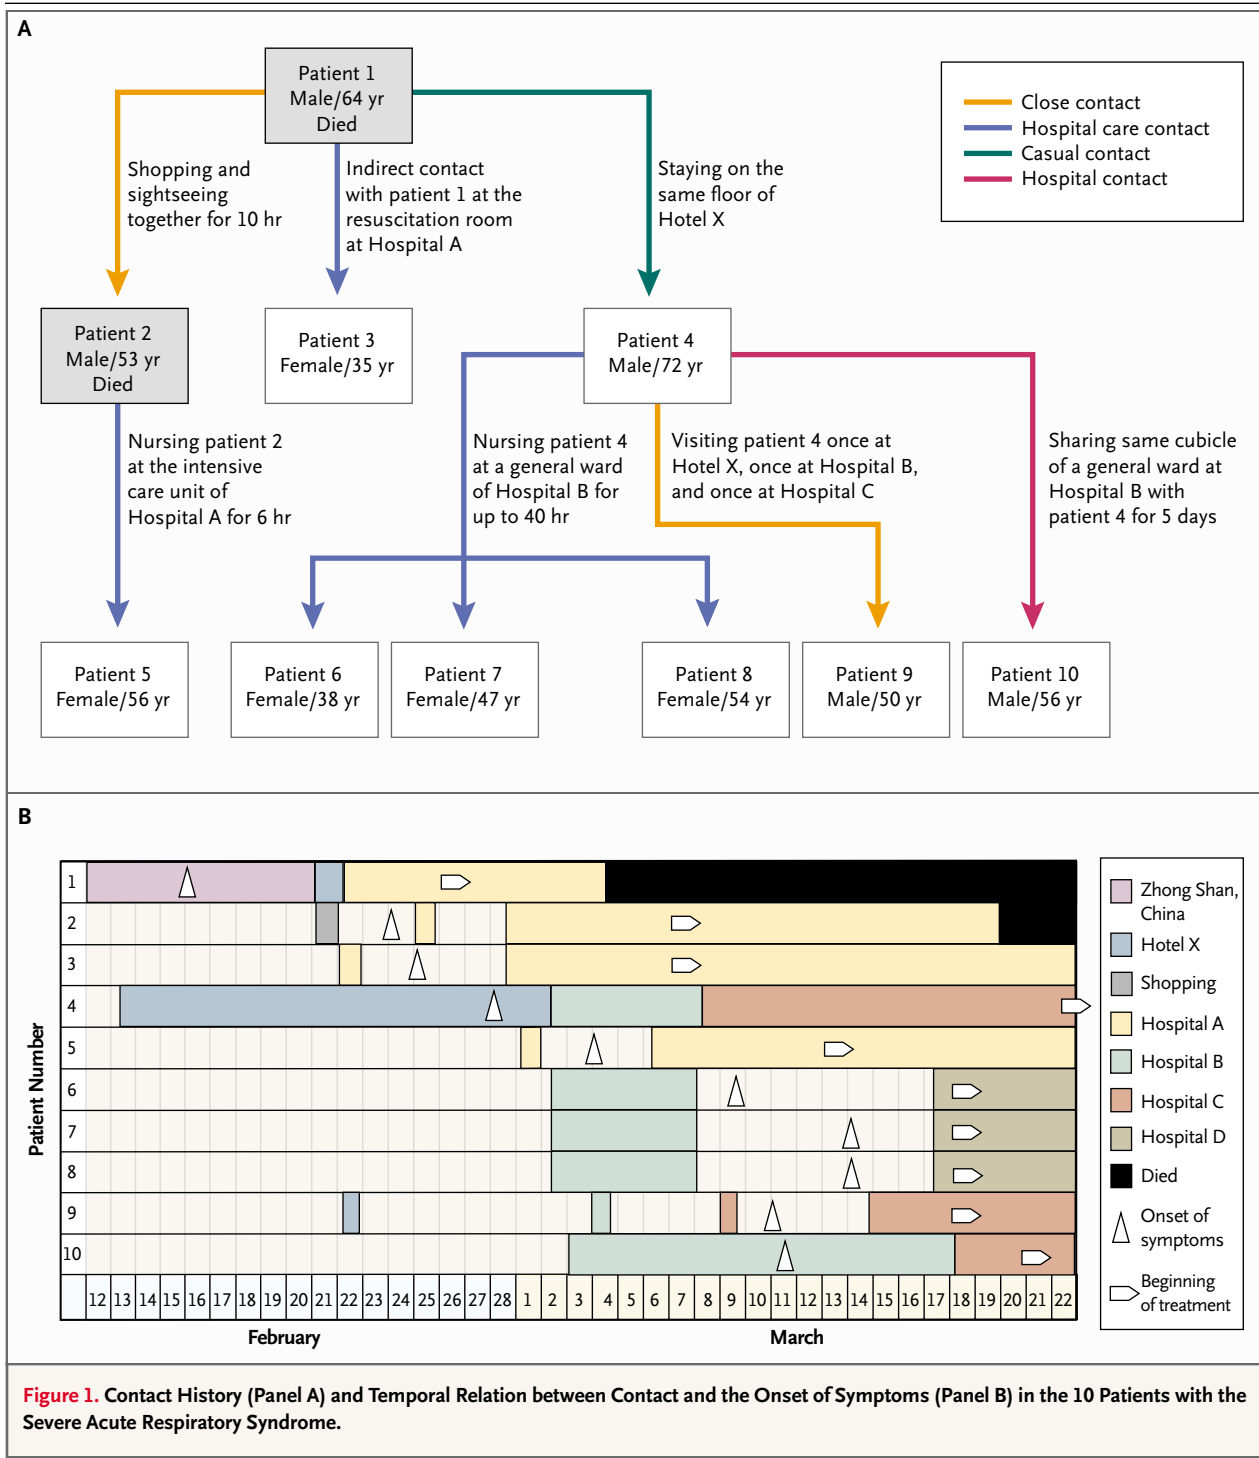 A
Patient 1
Male/64 yr
Died
Close contact
Hospital care contact
Casual contact
Hospital contact
Shopping and
sightseeing
together for 10 hr
Indirect contact
with patient 1 at the
resuscitation room
at Hospital A
Staying on the
same floor of
Hotel X
Patient 2
Male/53 yr
Died
Patient 3
Female/35 yr
Patient 4
Male/72 yr
Nursing patient 2
at the intensive
care unit of
Hospital A for 6 hr
Nursing patient 4
at a general ward
of Hospital B for
up to 40 hr
Visiting patient 4 once at
Hotel X, once at Hospital B,
and once at Hospital C
Sharing same cubicle
of a general ward at
Hospital B with
patient 4 for 5 days
Patient 5
Female/56 yr
Patient 6
Female/38 yr
Patient 7
Female/47 yr
Patient 8
Female/54 yr
Patient 9
Male/50 yr
Patient 10
Male/56 yr
B
Patient Number
1
2
3
4
5
6
7
8
9
10
12 13 14 15 16 17 18 19 20 21 22 23 24 25 26 27 28 1 2 3 4 5 6 7 8 9 10 11 12 13 14 15 16 17 18 19 20 21 22
February March
Zhong Shan,
China
Hotel X
Shopping
Hospital A
Hospital B
Hospital C
Hospital D
Died
Onset of
symptoms
Beginning
of treatment
Figure 1. Contact History (Panel A) and Temporal Relation between Contact and the Onset of Symptoms (Panel B) in the 10 Patients with the
Severe Acute Respiratory Syndrome.